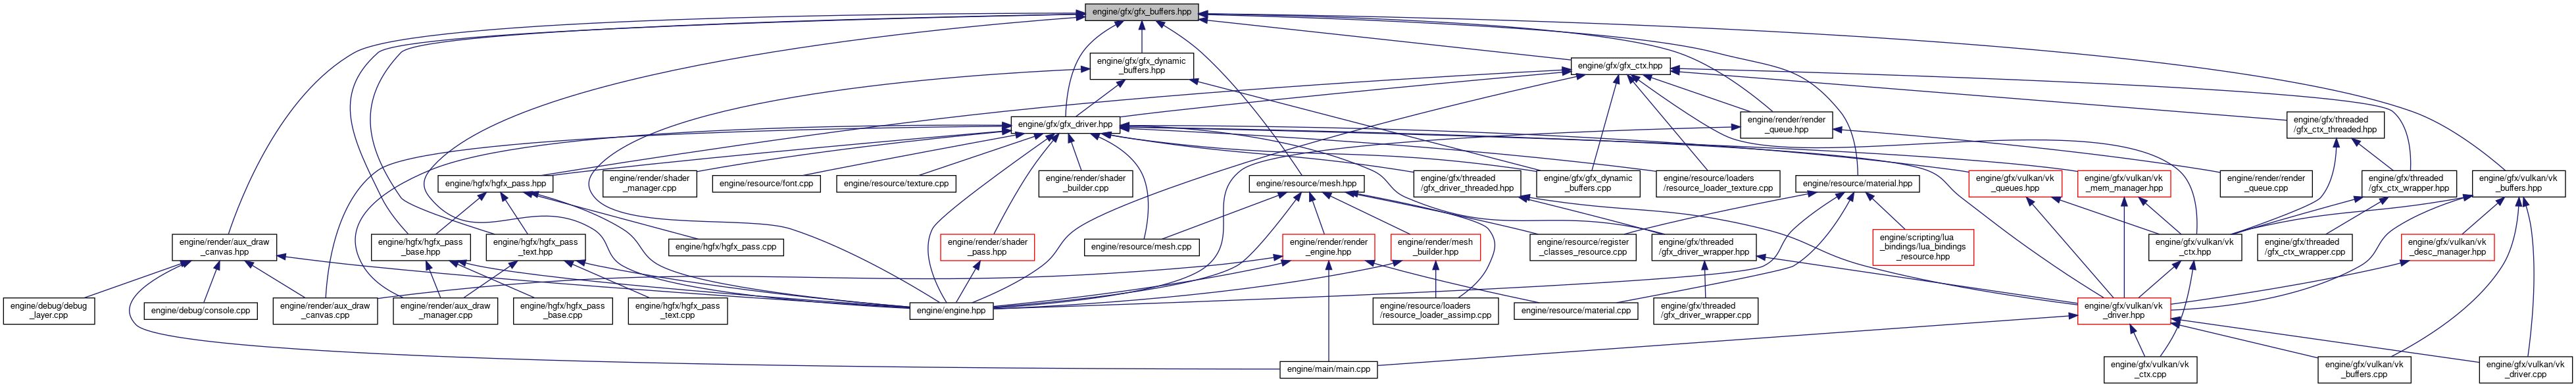 engine/gfx/gfx_buffers.hpp
engine/gfx/gfx_dynamic
_buffers.hpp
engine/gfx/gfx_ctx.hpp
engine/gfx/gfx_driver.hpp
engine/render/render
_queue.hpp
engine/gfx/threaded
/gfx_ctx_threaded.hpp
engine/hgfx/hgfx_pass.hpp
engine/render/shader
_manager.cpp
engine/resource/font.cpp
engine/resource/texture.cpp
engine/render/shader
_builder.cpp
engine/resource/mesh.hpp
engine/gfx/threaded
/gfx_driver_threaded.hpp
engine/gfx/gfx_dynamic
_buffers.cpp
engine/resource/loaders
/resource_loader_texture.cpp
engine/resource/material.hpp
engine/gfx/vulkan/vk
_queues.hpp
engine/gfx/vulkan/vk
_mem_manager.hpp
engine/render/render
_queue.cpp
engine/gfx/threaded
/gfx_ctx_wrapper.hpp
engine/gfx/vulkan/vk
_buffers.hpp
engine/render/aux_draw
_canvas.hpp
engine/hgfx/hgfx_pass
_base.hpp
engine/hgfx/hgfx_pass
_text.hpp
engine/hgfx/hgfx_pass.cpp
engine/render/shader
_pass.hpp
engine/resource/mesh.cpp
engine/render/render
_engine.hpp
engine/render/mesh
_builder.hpp
engine/resource/register
_classes_resource.cpp
engine/gfx/threaded
/gfx_driver_wrapper.hpp
engine/scripting/lua
_bindings/lua_bindings
_resource.hpp
engine/gfx/vulkan/vk
_ctx.hpp
engine/gfx/threaded
/gfx_ctx_wrapper.cpp
engine/gfx/vulkan/vk
_desc_manager.hpp
engine/debug/debug
_layer.cpp
engine/debug/console.cpp
engine/render/aux_draw
_canvas.cpp
engine/render/aux_draw
_manager.cpp
engine/hgfx/hgfx_pass
_base.cpp
engine/hgfx/hgfx_pass
_text.cpp
engine/engine.hpp
engine/resource/loaders
/resource_loader_assimp.cpp
engine/resource/material.cpp
engine/gfx/threaded
/gfx_driver_wrapper.cpp
engine/gfx/vulkan/vk
_driver.hpp
engine/main/main.cpp
engine/gfx/vulkan/vk
_ctx.cpp
engine/gfx/vulkan/vk
_buffers.cpp
engine/gfx/vulkan/vk
_driver.cpp